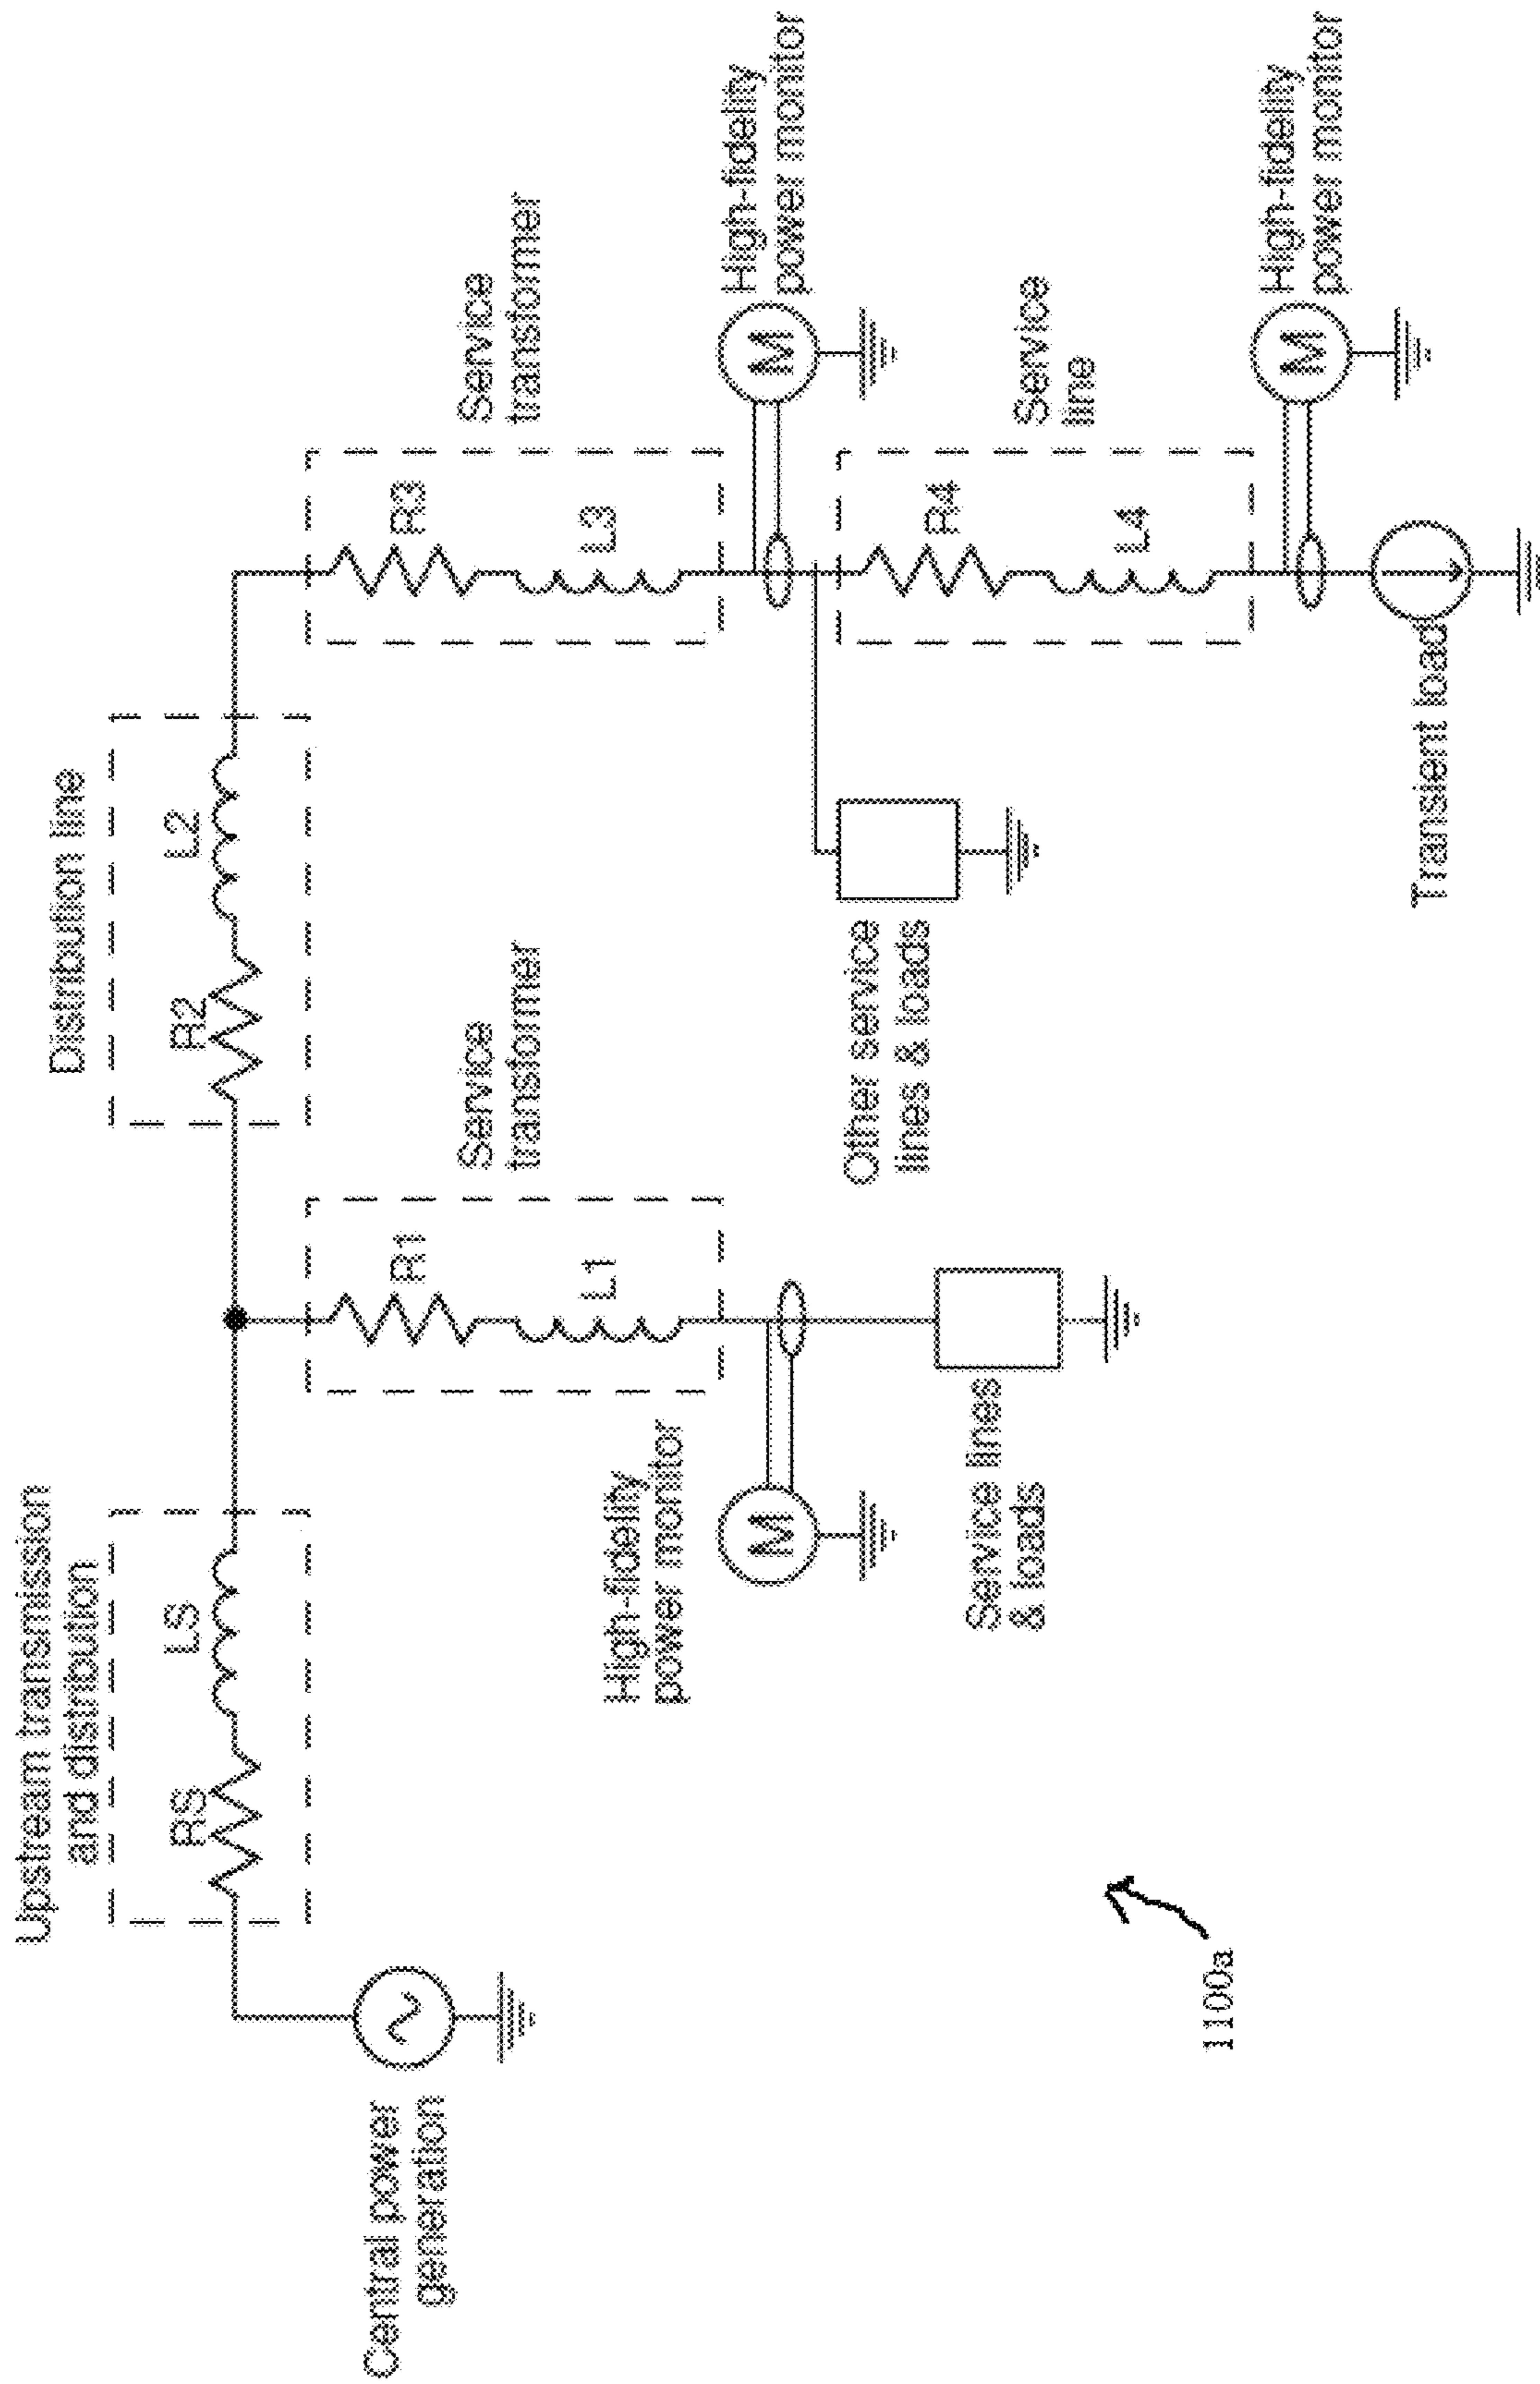 Upstream transmission
and distribution
RS
LS
Distribution line
R2
L2
Central power
generation
Service
transformer
R1
L1
High-fidelity
power monitor
M
Service lines
& loads
Service
transformer
R3
L3
High-fidelity
power monitor
M
Other service
lines & loads
Service
line
R4
L4
High-fidelity
power monitor
M
Transient load
1100a